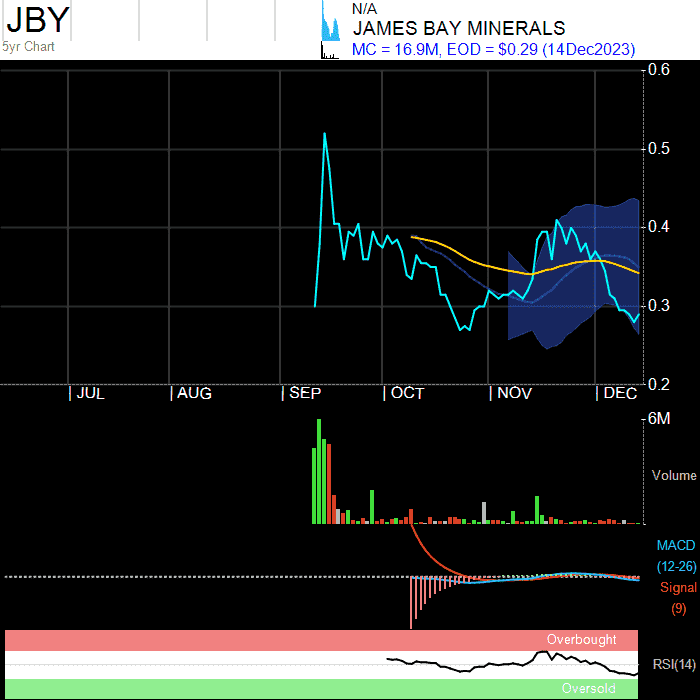 JBY
5yr Chart
N/A
JAMES BAY MINERALS
MC = 16.9M, EOD = $0.29 (14Dec2023)
0.6
0.5
0.4
0.3
0.2
JUL AUG SEP OCT NOV DEC
6M
Volume
MACD
(12-26)
Signal
(9)
Overbought
RSI(14)
Oversold